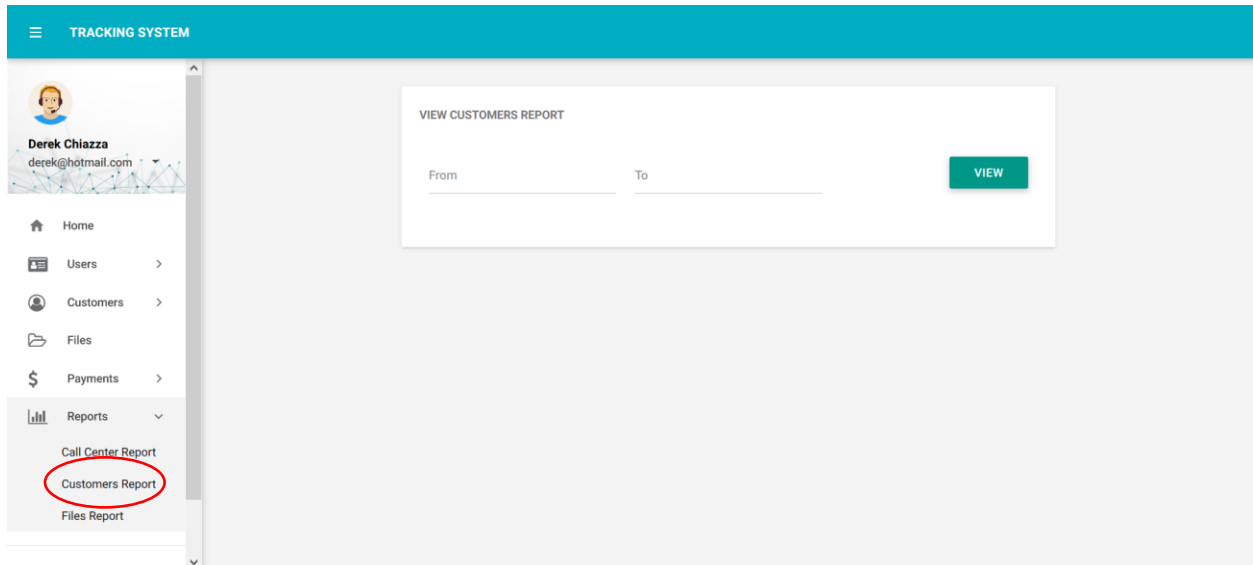 TRACKING SYSTEM
Derek Chiazza
derek@hotmail.com
Home
Users
Customers
Files
$ Payments
Reports
Call Center Report
Customers Report
Files Report
VIEW CUSTOMERS REPORT
From To VIEW